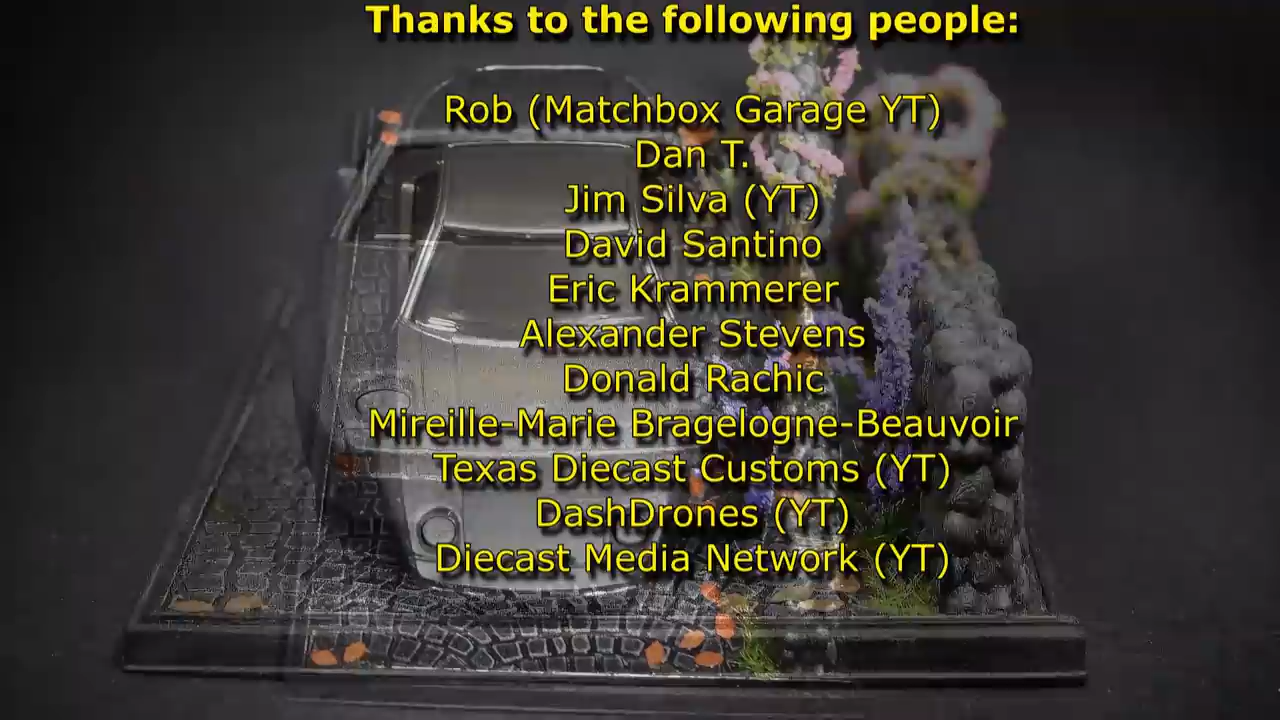 Thanks to the following people:
Rob (Matchbox Garage YT)
Dan T.
Jim Silva (YT)
David Santino
Eric Krammerer
Alexander Stevens
Donald Rachic
Mireille-Marie Bragelogne-Beauvoir
Texas Diecast Customs (YT)
DashDrones (YT)
Diecast Media Network (YT)